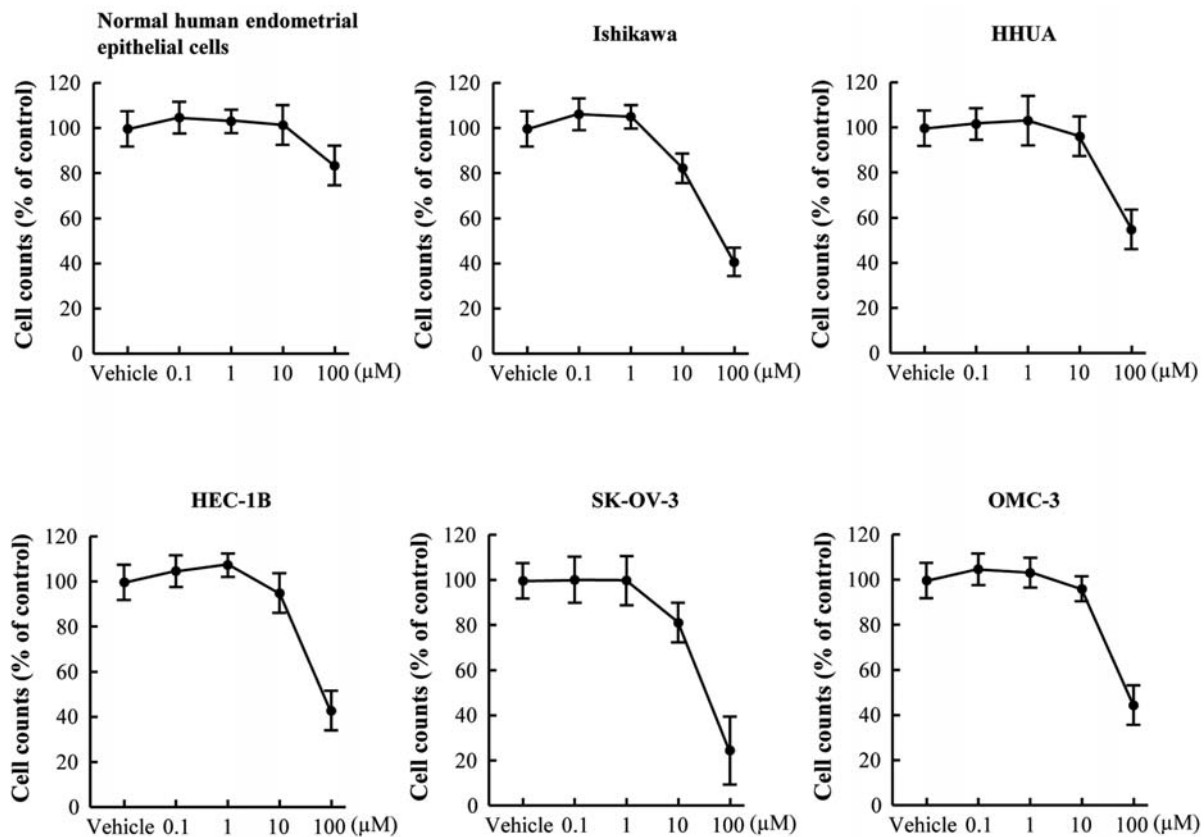 Normal human endometrial
epithelial cells
Cell counts (% of control)
120
100
80
60
40
20
0
Vehicle 0.1 1 10 100 (μM)
Ishikawa
Cell counts (% of control)
120
100
80
60
40
20
0
Vehicle 0.1 1 10 100 (μM)
HHUA
Cell counts (% of control)
120
100
80
60
40
20
0
Vehicle 0.1 1 10 100 (μM)
HEC-1B
Cell counts (% of control)
120
100
80
60
40
20
0
Vehicle 0.1 1 10 100 (μM)
SK-OV-3
Cell counts (% of control)
120
100
80
60
40
20
0
Vehicle 0.1 1 10 100 (μM)
OMC-3
Cell counts (% of control)
120
100
80
60
40
20
0
Vehicle 0.1 1 10 100 (μM)